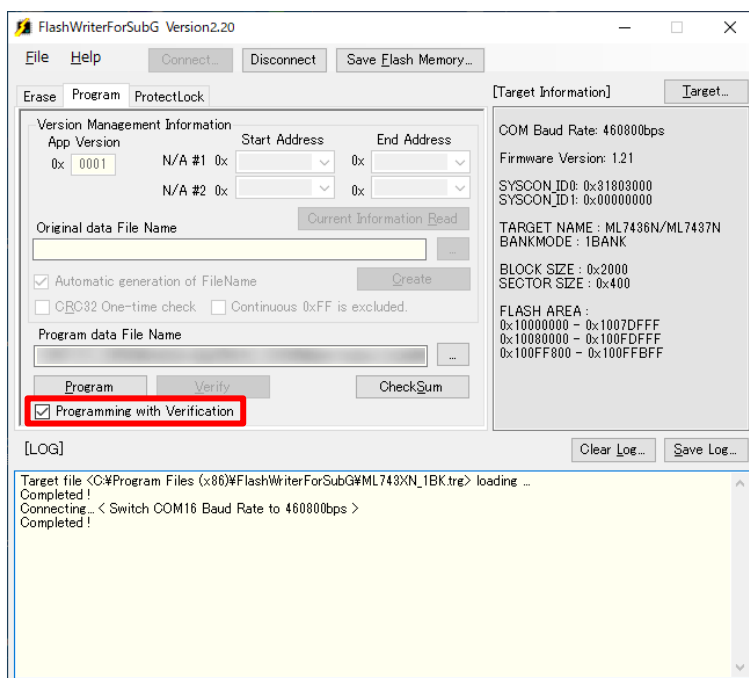 FlashWriterForSubG Version2.20
File Help Connect... Disconnect Save Flash Memory...
Erase Program ProtectLock
[Target Information] Target...
Version Management Information
App Version Start Address End Address
0x 0001 N/A #1 0x 0x
N/A #2 0x 0x
Current Information Read
Original data File Name
...
Automatic generation of FileName Create
CRC32 One-time check Continuous 0xFF is excluded.
Program data File Name
...
Program Verify CheckSum
Programming with Verification
COM Baud Rate: 460800bps
Firmware Version: 1.21
SYSCON_ID0: 0x31803000
SYSCON_ID1: 0x00000000
TARGET NAME : ML7436N/ML7437N
BANKMODE : 1BANK
BLOCK SIZE : 0x2000
SECTOR SIZE : 0x400
FLASH AREA :
0x10000000 - 0x1007DFFF
0x10080000 - 0x100FDFFF
0x100FF800 - 0x100FFBFF
[LOG] Clear Log... Save Log...
Target file <C:¥Program Files (x86)¥FlashWriterForSubG¥ML743XN_1BK.trg> loading ...
Completed !
Connecting... < Switch COM16 Baud Rate to 460800bps >
Completed !